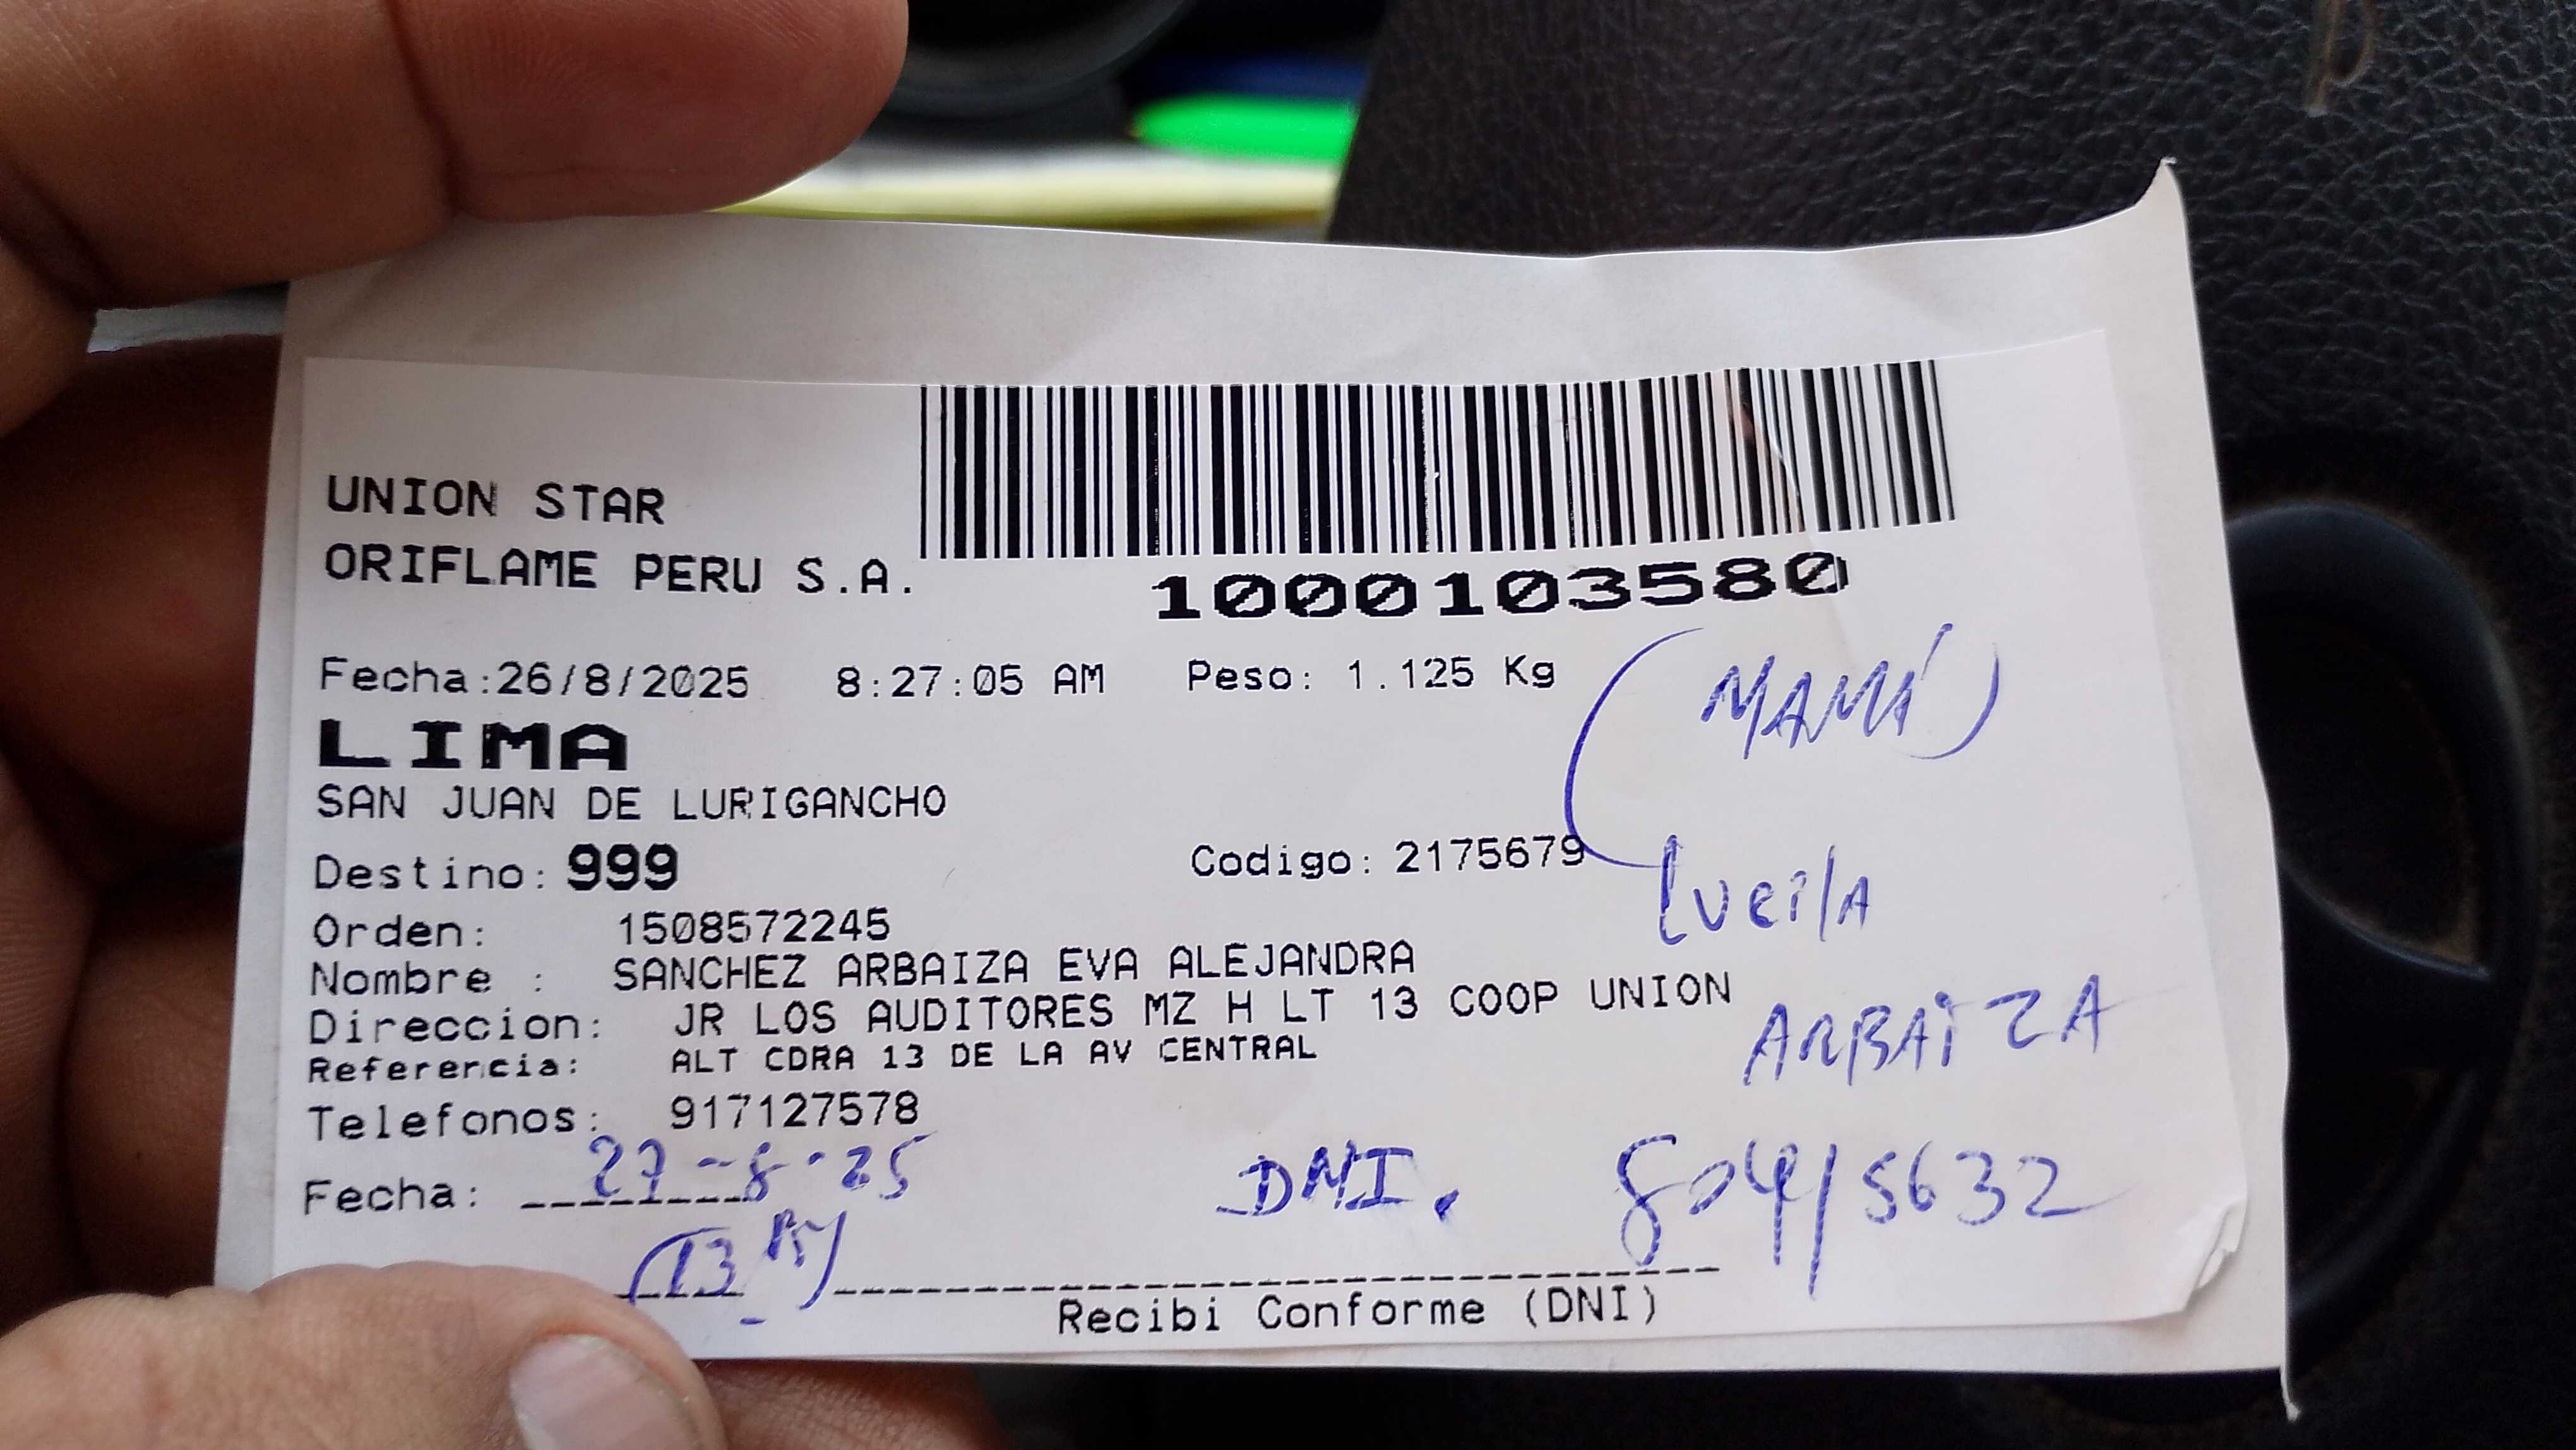 UNION STAR
ORIFLAME PERU S.A.
1000103580
Fecha:26/8/2025 8:27:05 AM Peso: 1.125 Kg
(MAMÁ)
LIMA
SAN JUAN DE LURIGANCHO
Destino: 999 Codigo: 2175679
Lucila
Orden: 1508572245
Nombre : SANCHEZ ARBAIZA EVA ALEJANDRA
ARBAIZA
Direccion: JR LOS AUDITORES MZ H LT 13 COOP UNION
Referencia: ALT CDRA 13 DE LA AV CENTRAL
Telefonos: 917127578
Fecha: 27-8-25 DNI. 80415632
(13
Recibi Conforme (DNI)